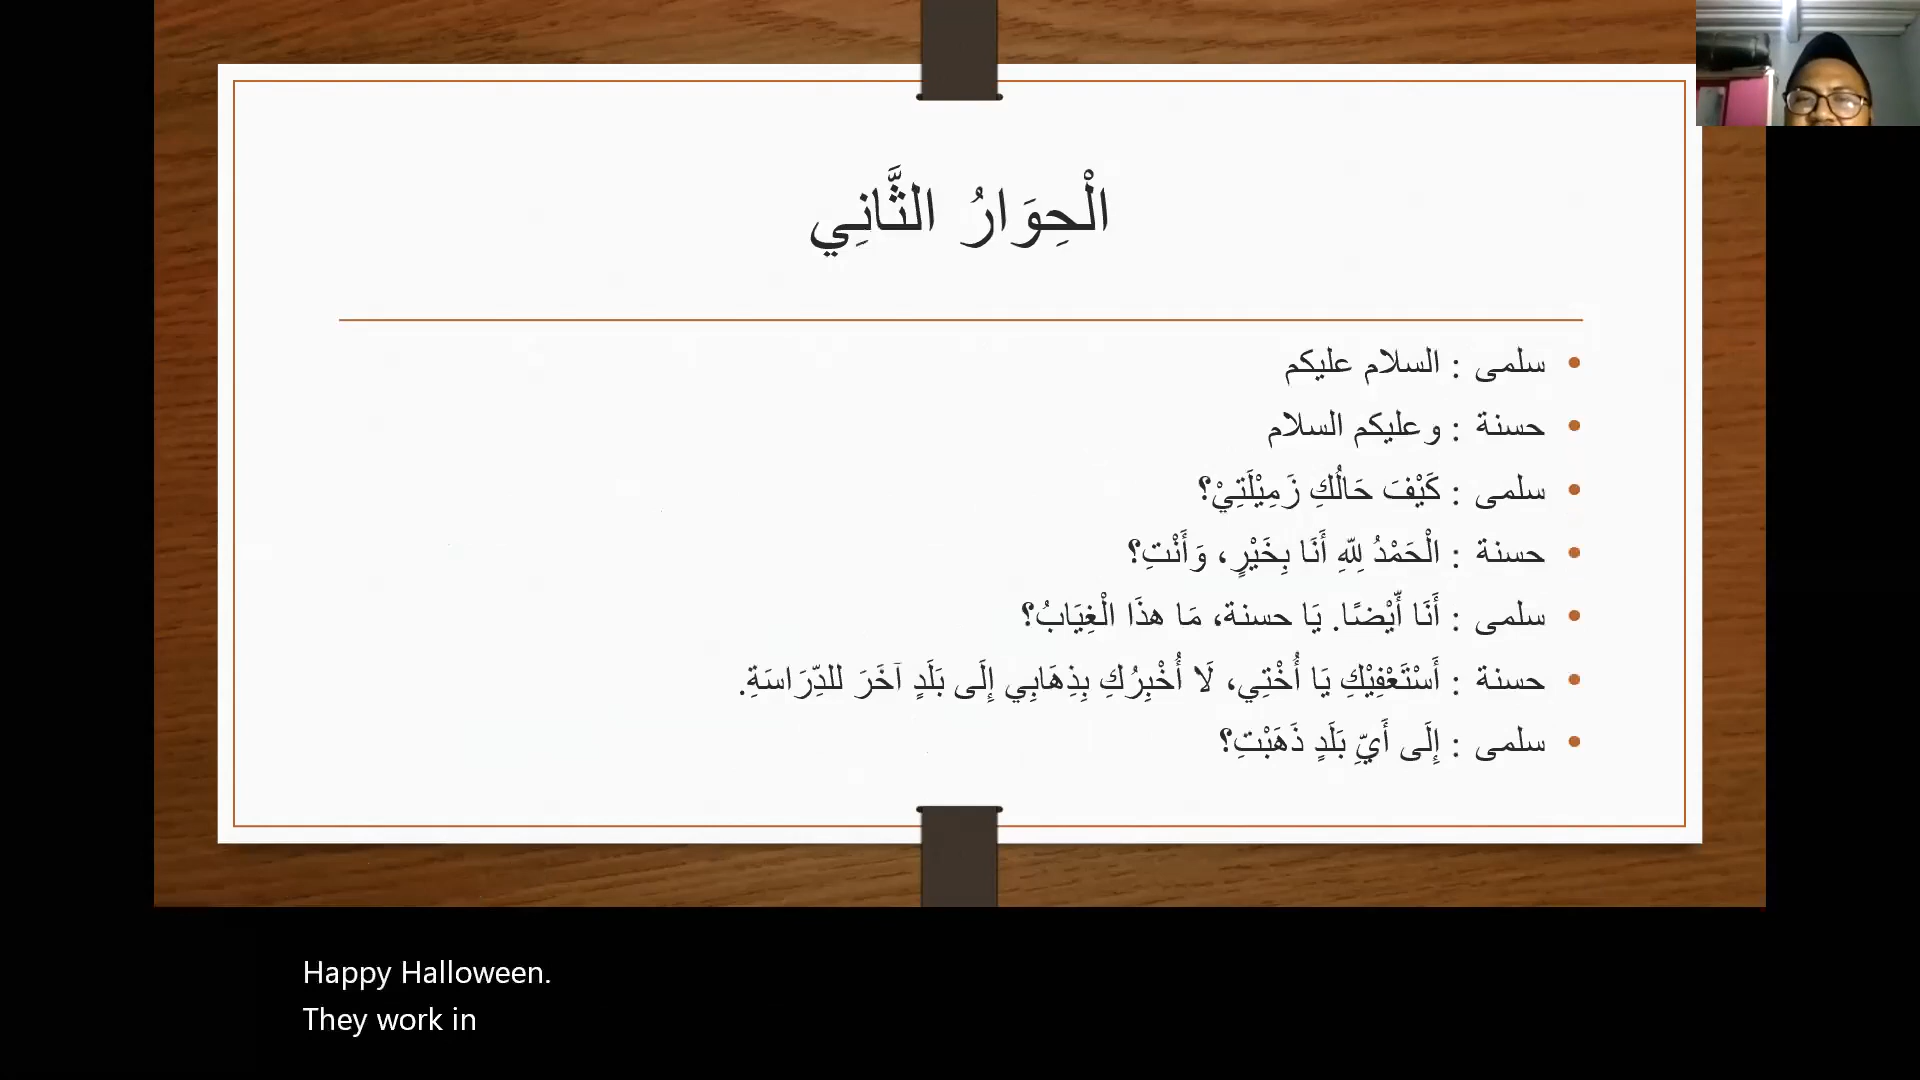 الْحِوَارُ الثَّانِي
سلمى : السلام عليكم
حسنة : وعليكم السلام
سلمى : كَيْفَ حَالُكِ زَمِيْلَتِيْ؟
حسنة : الْحَمْدُ لِلّهِ أَنَا بِخَيْرٍ، وَأَنْتِ؟
سلمى : أَنَا أَيْضًا. يَا حسنة، مَا هذَا الْغِيَابُ؟
حسنة : أَسْتَعْفِيْكِ يَا أُخْتِي، لَا أُخْبِرُكِ بِذِهَابِي إِلَى بَلَدٍ آخَرَ للدِّرَاسَةِ.
سلمى : إِلَى أَيِّ بَلَدٍ ذَهَبْتِ؟
Happy Halloween.
They work in